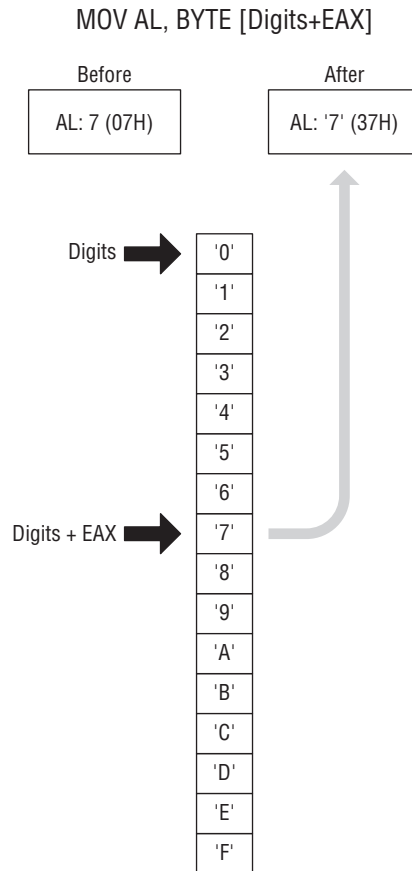 MOV AL, BYTE [Digits+EAX]
Before
After
AL: 7 (07H)
AL: '7' (37H)
Digits
'0'
'1'
'2'
'3'
'4'
'5'
'6'
Digits + EAX
'7'
'8'
'9'
'A'
'B'
'C'
'D'
'E'
'F'